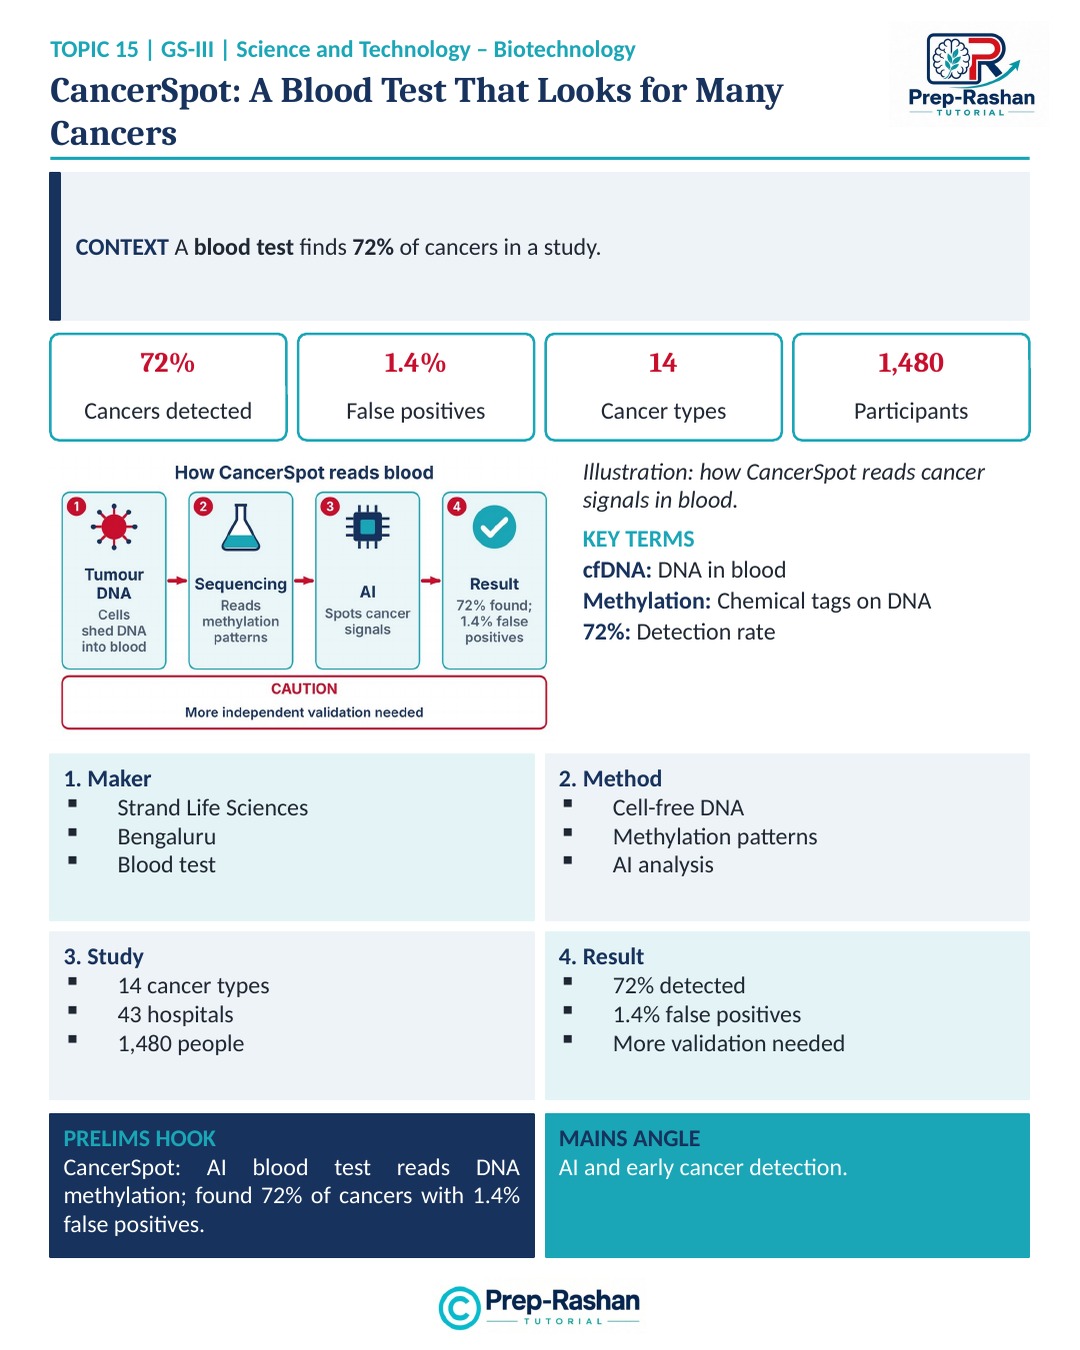 TOPIC 15 | GS-III | Science and Technology – Biotechnology
CancerSpot: A Blood Test That Looks for Many
Cancers
Prep-Rashan
TUTORIAL
CONTEXT A blood test finds 72% of cancers in a study.
72%
Cancers detected
1.4%
False positives
14
Cancer types
1,480
Participants
How CancerSpot reads blood
1
Tumour
DNA
Cells
shed DNA
into blood
2
Sequencing
Reads
methylation
patterns
3
AI
Spots cancer
signals
4
Result
72% found;
1.4% false
positives
CAUTION
More independent validation needed
Illustration: how CancerSpot reads cancer
signals in blood.
KEY TERMS
cfDNA: DNA in blood
Methylation: Chemical tags on DNA
72%: Detection rate
1. Maker
▪ Strand Life Sciences
▪ Bengaluru
▪ Blood test
2. Method
▪ Cell-free DNA
▪ Methylation patterns
▪ AI analysis
3. Study
▪ 14 cancer types
▪ 43 hospitals
▪ 1,480 people
4. Result
▪ 72% detected
▪ 1.4% false positives
▪ More validation needed
PRELIMS HOOK
CancerSpot: AI blood test reads DNA
methylation; found 72% of cancers with 1.4%
false positives.
MAINS ANGLE
AI and early cancer detection.
© Prep-Rashan
TUTORIAL